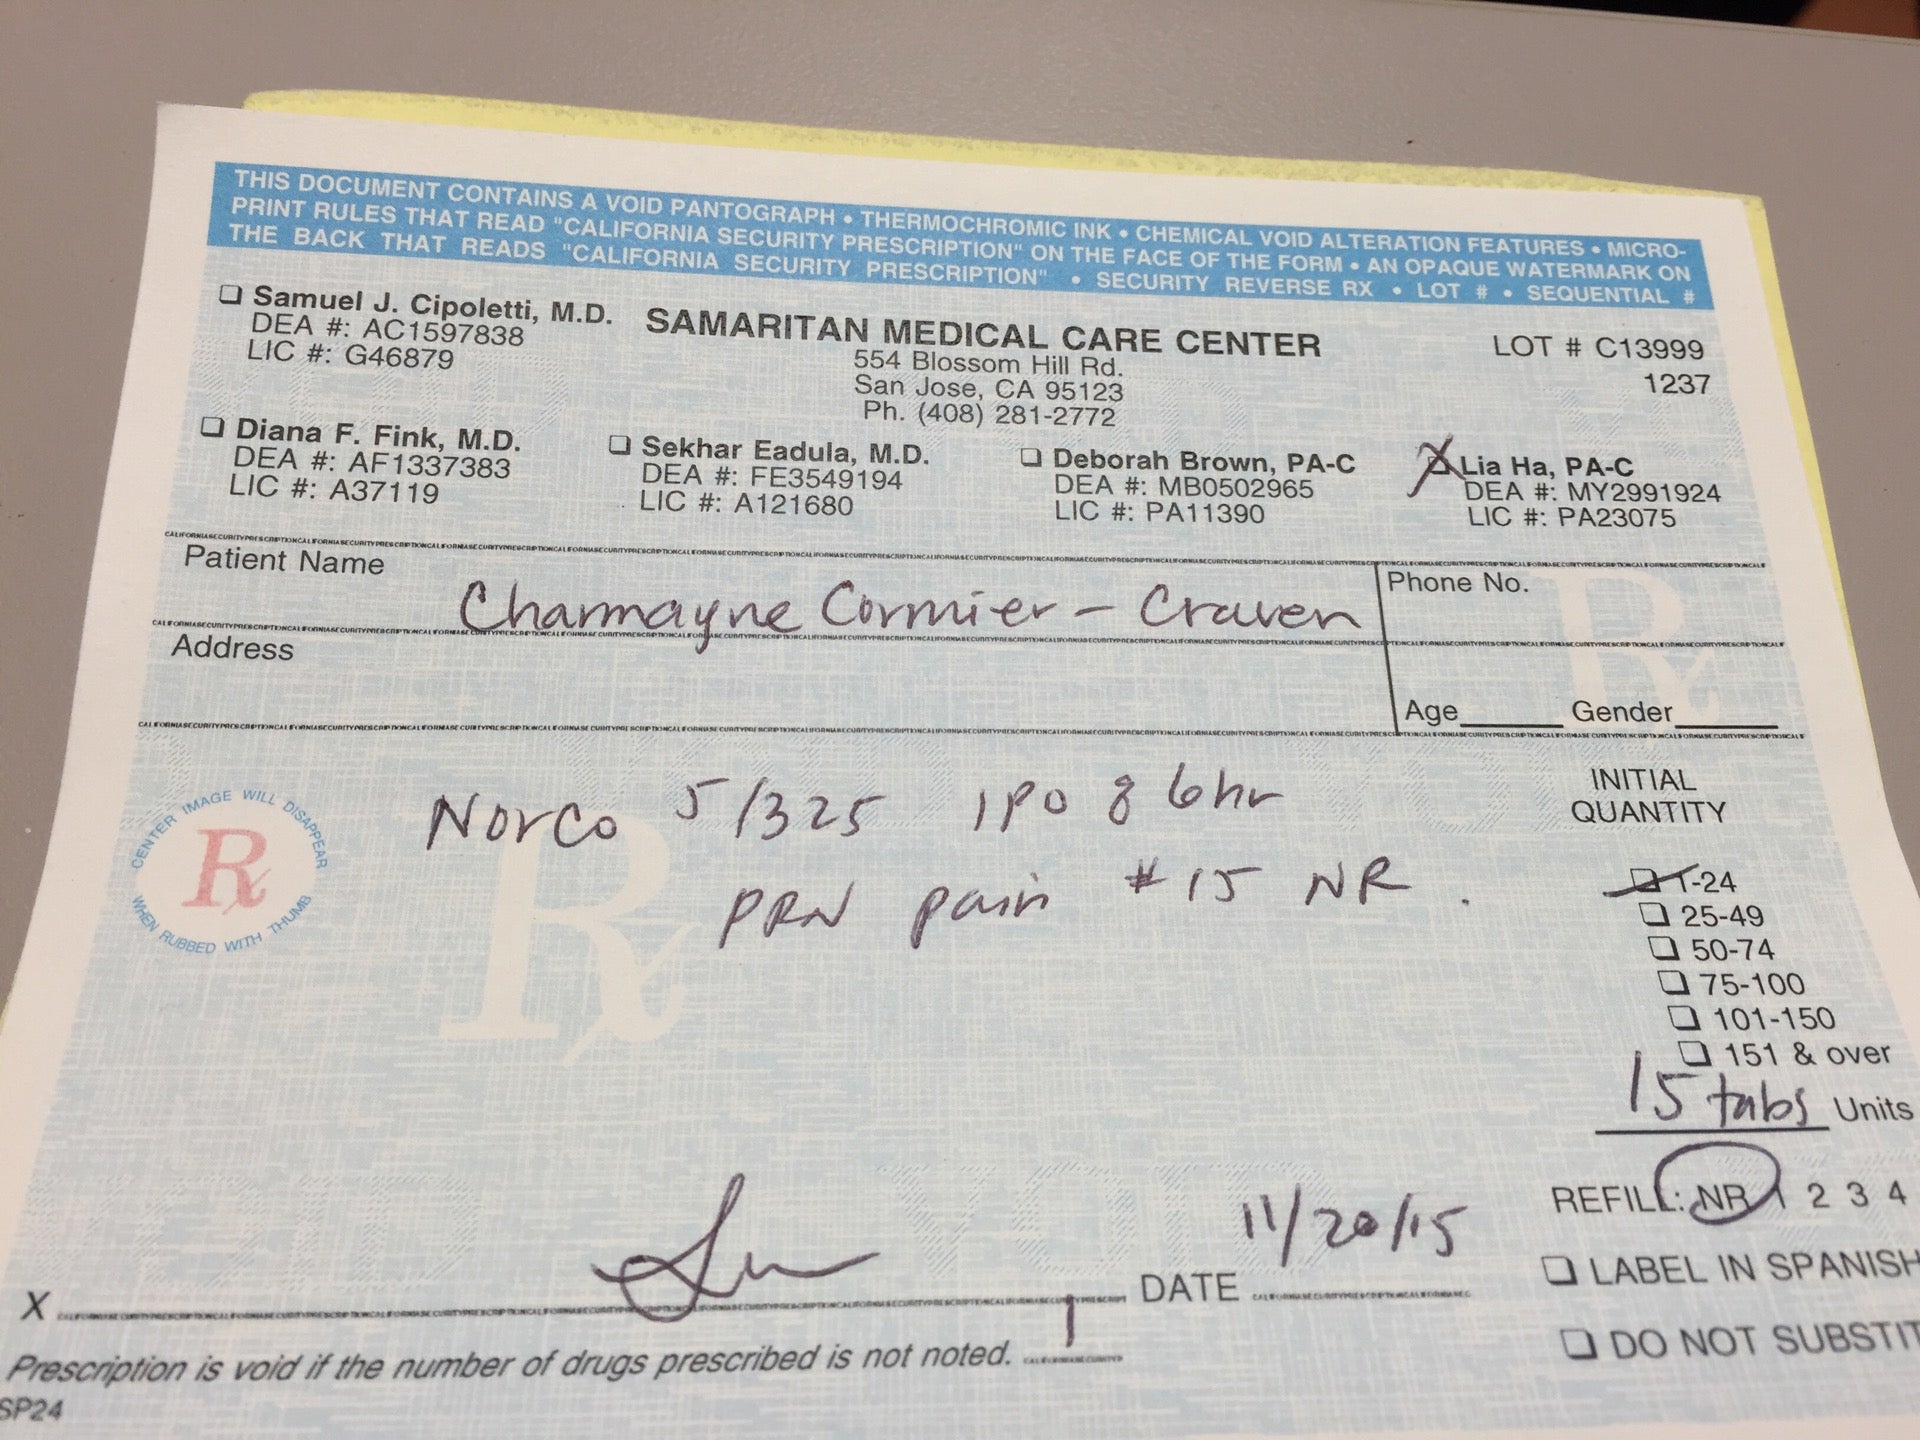 THIS DOCUMENT CONTAINS A VOID PANTOGRAPH • THERMOCHROMIC INK • CHEMICAL VOID ALTERATION FEATURES • MICRO-
PRINT RULES THAT READ "CALIFORNIA SECURITY PRESCRIPTION" ON THE FACE OF THE FORM • AN OPAQUE WATERMARK ON
THE BACK THAT READS "CALIFORNIA SECURITY PRESCRIPTION" • SECURITY REVERSE RX • LOT # • SEQUENTIAL #
Samuel J. Cipoletti, M.D.
DEA #: AC1597838
LIC #: G46879
SAMARITAN MEDICAL CARE CENTER
554 Blossom Hill Rd.
San Jose, CA 95123
Ph. (408) 281-2772
LOT # C13999
1237
Diana F. Fink, M.D.
DEA #: AF1337383
LIC #: A37119
Sekhar Eadula, M.D.
DEA #: FE3549194
LIC #: A121680
Deborah Brown, PA-C
DEA #: MB0502965
LIC #: PA11390
Lia Ha, PA-C
DEA #: MY2991924
LIC #: PA23075
Patient Name Charmayne Cormier - Craven
Phone No.
Address
Age Gender
CENTER IMAGE WILL DISAPPEAR
Rx
WHEN RUBBED WITH THUMB
Norco 5/325 1 PO q 6 hr
PRN pain #15 NR.
INITIAL
QUANTITY
1-24
25-49
50-74
75-100
101-150
151 & over
15 tabs Units
REFILL: NR 1 2 3 4
LABEL IN SPANISH
DO NOT SUBSTIT
X
DATE 11/20/15
Prescription is void if the number of drugs prescribed is not noted. 1
SP24